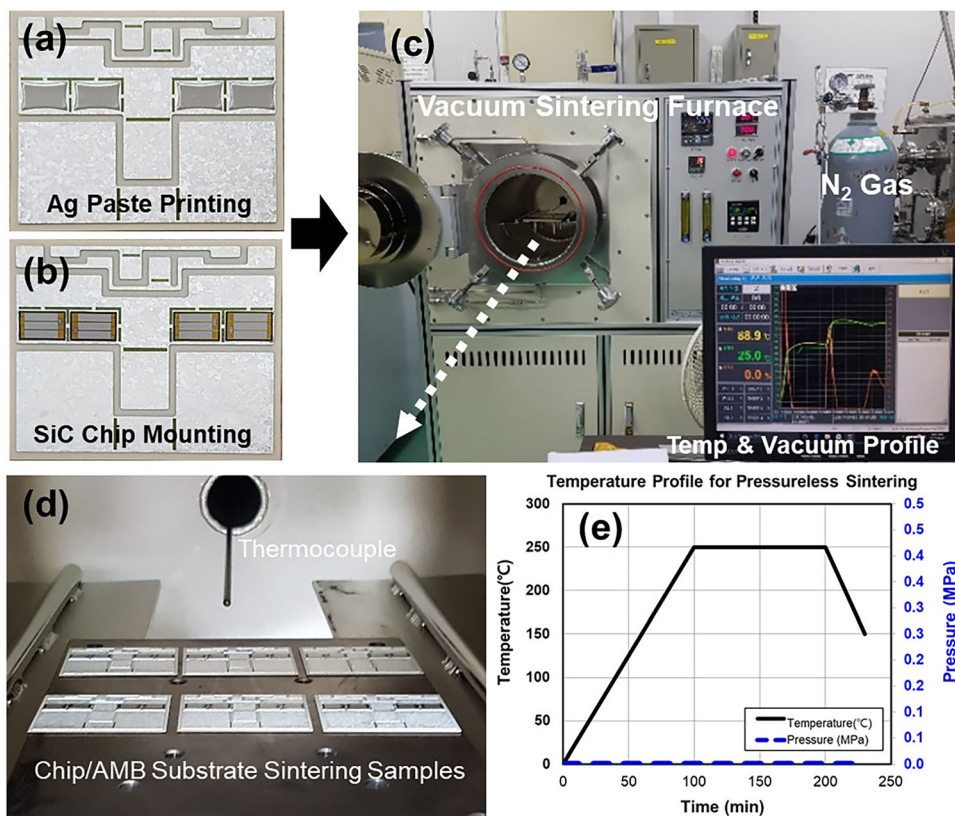 (a)
Ag Paste Printing
(b)
SiC Chip Mounting
(c)
Vacuum Sintering Furnace
N₂ Gas
88.9℃
25.0℃
0.0 %
Temp & Vacuum Profile
(d)
Thermocouple
Chip/AMB Substrate Sintering Samples
Temperature Profile for Pressureless Sintering
(e)
Temperature(℃)
300
250
200
150
100
50
0
Pressure (MPa)
0.5
0.5
0.4
0.4
0.3
0.3
0.2
0.2
0.1
0.1
0.0
Temperature(℃)
Pressure (MPa)
0
50
100
150
200
250
Time (min)